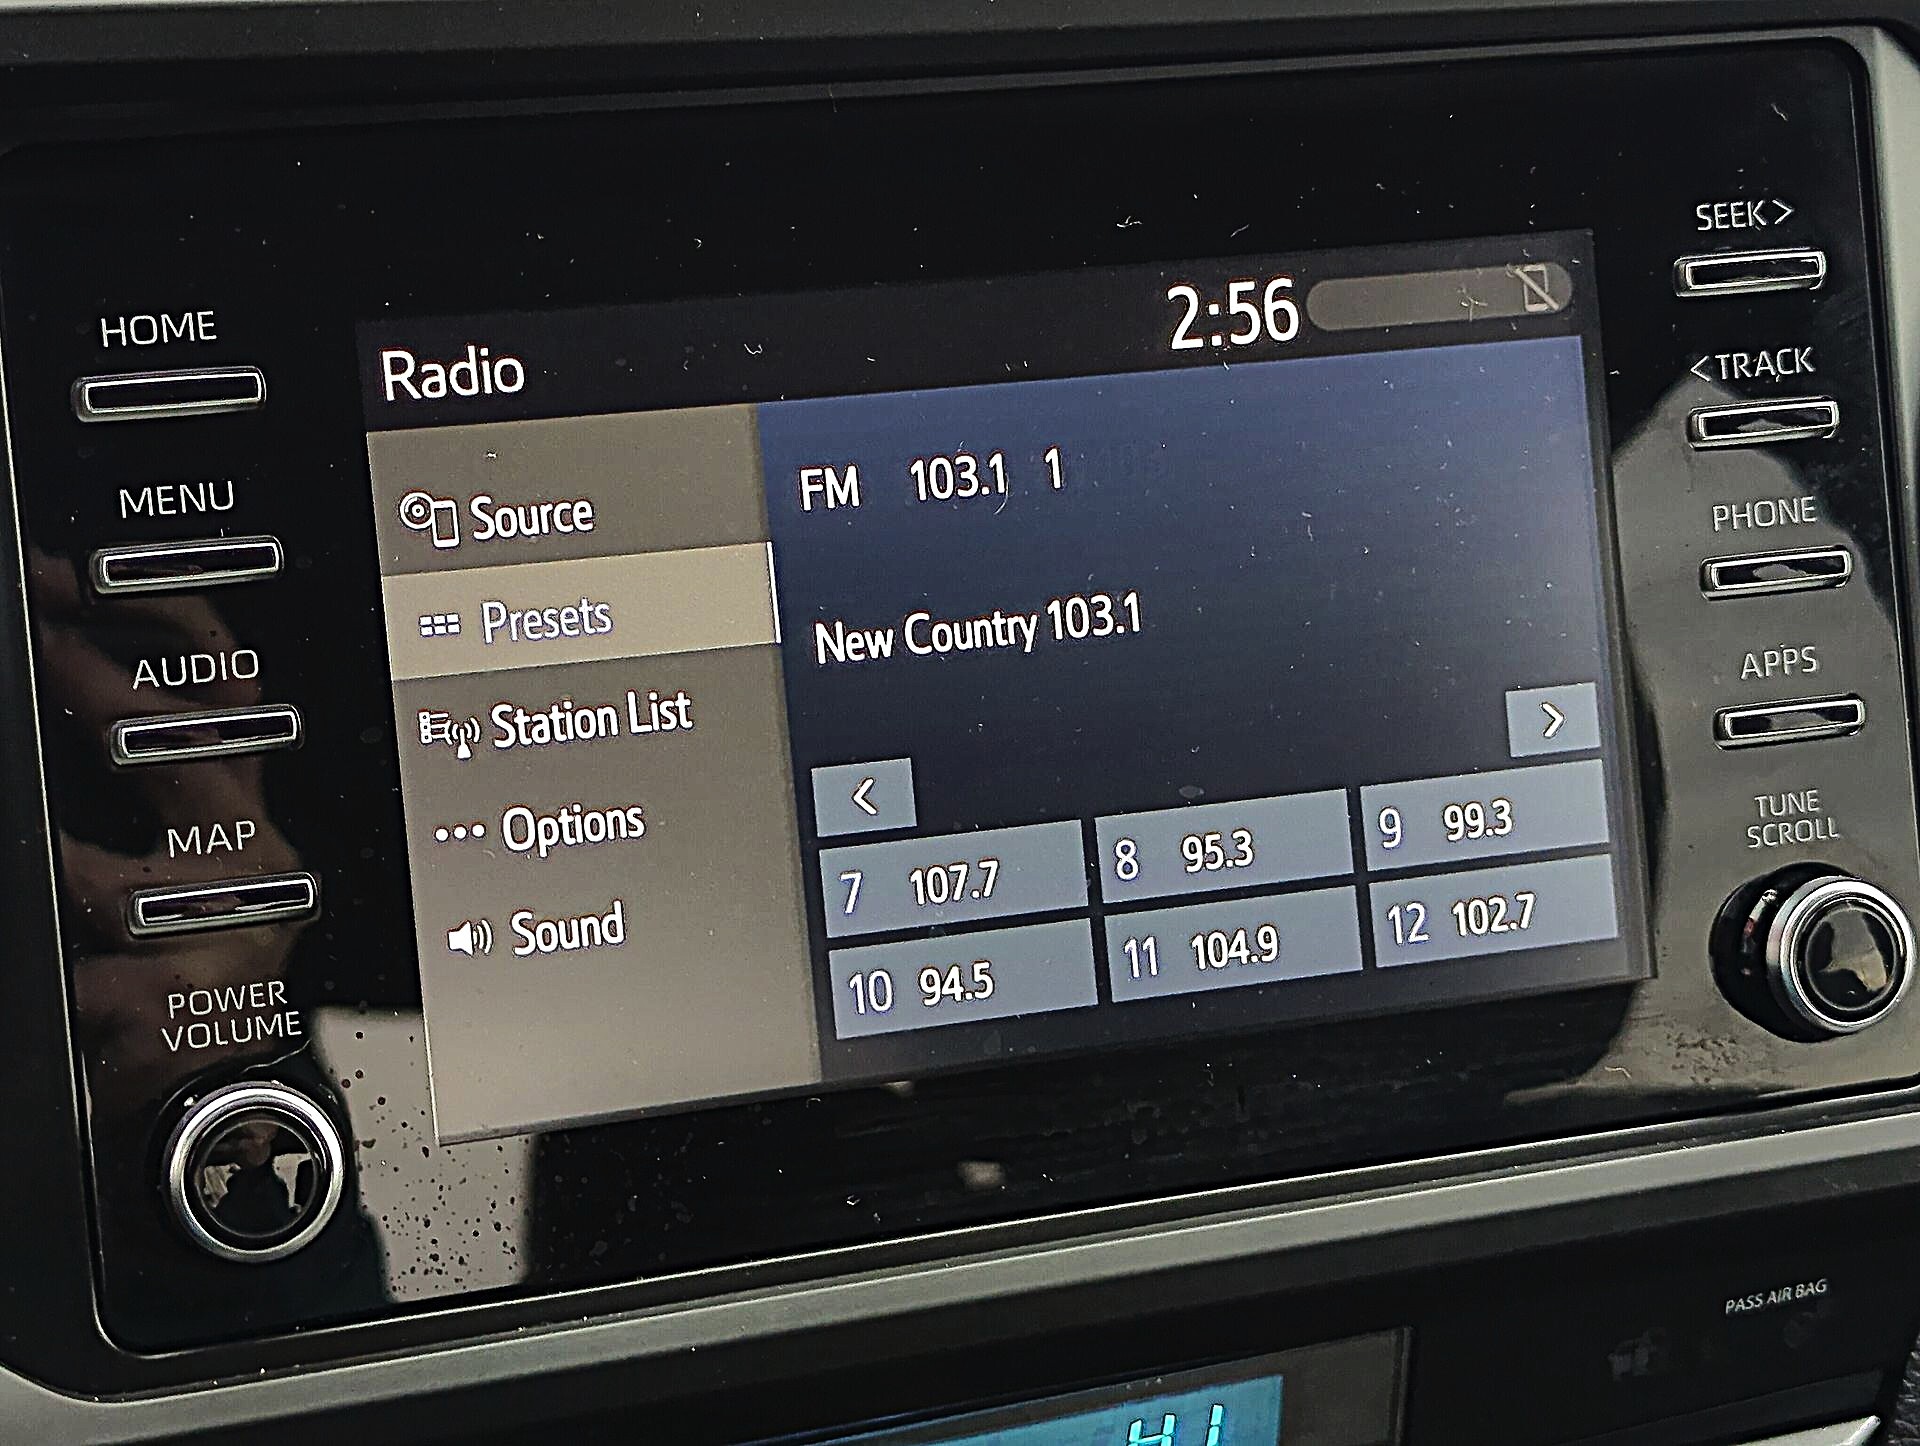 HOME
MENU
AUDIO
MAP
POWER
VOLUME
Radio
2:56
Source
Presets
Station List
Options
Sound
FM 103.1 1
New Country 103.1
<
>
7 107.7
8 95.3
9 99.3
10 94.5
11 104.9
12 102.7
SEEK >
< TRACK
PHONE
APPS
TUNE
SCROLL
PASS AIR BAG